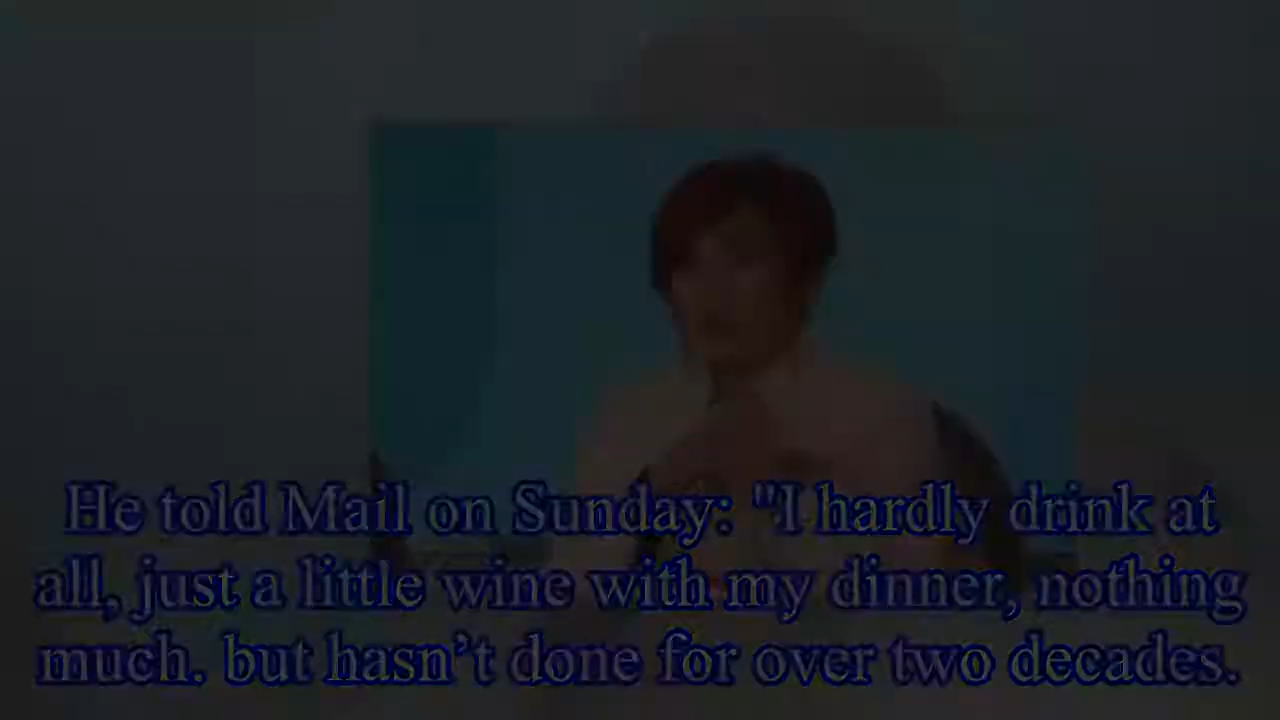 He told Mail on Sunday: "I hardly drink at
all, just a little wine with my dinner, nothing
much. but hasn’t done for over two decades.